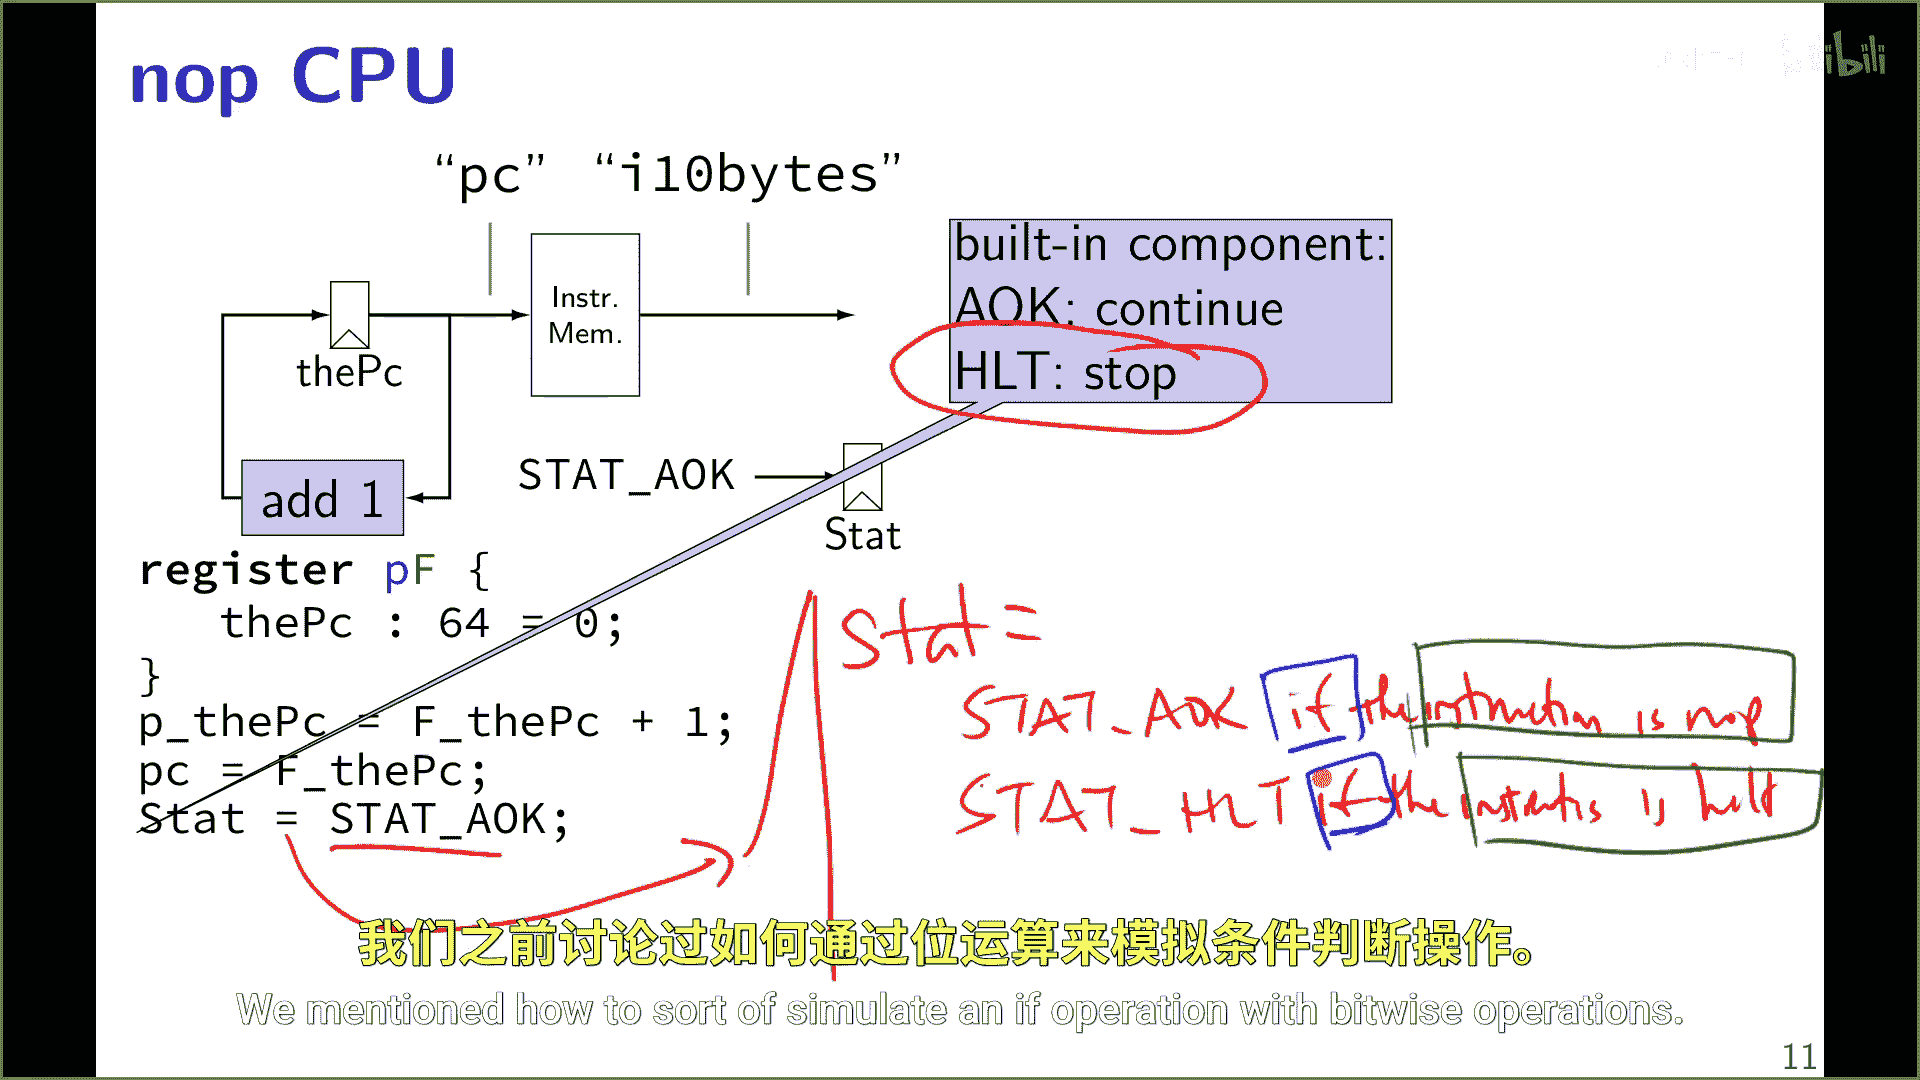 nop CPU
“pc” “i10bytes”
built-in component:
AOK: continue
HLT: stop
Instr.
Mem.
thePc
add 1
STAT_AOK
Stat
register pF {
thePc : 64 = 0;
}
p_thePc = F_thePc + 1;
pc = F_thePc;
Stat = STAT_AOK;
Stat =
STAT_AOK if the instruction is nop
STAT_HLT if the is halt
我们之前讨论过如何通过位运算来模拟条件判断操作。
We mentioned how to sort of simulate an if operation with bitwise operations.
11
bilibili